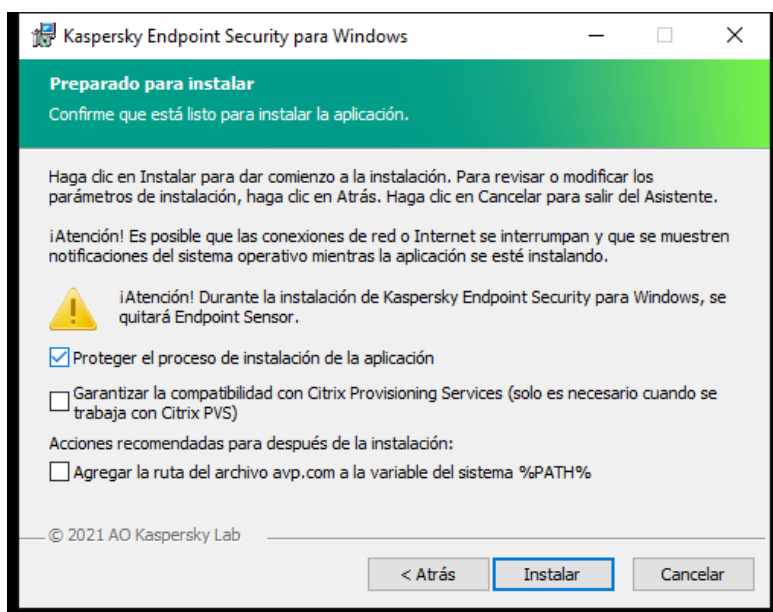 Kaspersky Endpoint Security para Windows
Preparado para instalar
Confirme que está listo para instalar la aplicación.
Haga clic en Instalar para dar comienzo a la instalación. Para revisar o modificar los
parámetros de instalación, haga clic en Atrás. Haga clic en Cancelar para salir del Asistente.
¡Atención! Es posible que las conexiones de red o Internet se interrumpan y que se muestren
notificaciones del sistema operativo mientras la aplicación se esté instalando.
¡Atención! Durante la instalación de Kaspersky Endpoint Security para Windows, se
quitará Endpoint Sensor.
Proteger el proceso de instalación de la aplicación
Garantizar la compatibilidad con Citrix Provisioning Services (solo es necesario cuando se
trabaja con Citrix PVS)
Acciones recomendadas para después de la instalación:
Agregar la ruta del archivo avp.com a la variable del sistema %PATH%
© 2021 AO Kaspersky Lab
< Atrás
Instalar
Cancelar